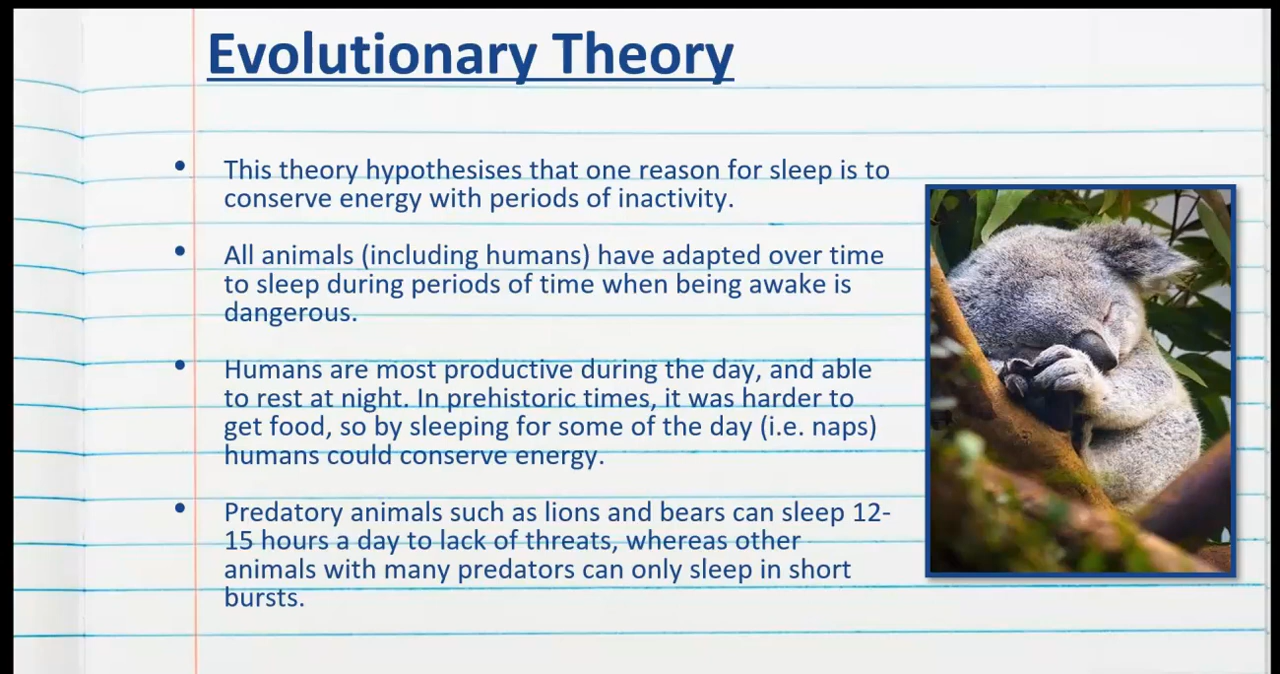 Evolutionary Theory
• This theory hypothesises that one reason for sleep is to
conserve energy with periods of inactivity.
• All animals (including humans) have adapted over time
to sleep during periods of time when being awake is
dangerous.
• Humans are most productive during the day, and able
to rest at night. In prehistoric times, it was harder to
get food, so by sleeping for some of the day (i.e. naps)
humans could conserve energy.
• Predatory animals such as lions and bears can sleep 12-
15 hours a day to lack of threats, whereas other
animals with many predators can only sleep in short
bursts.